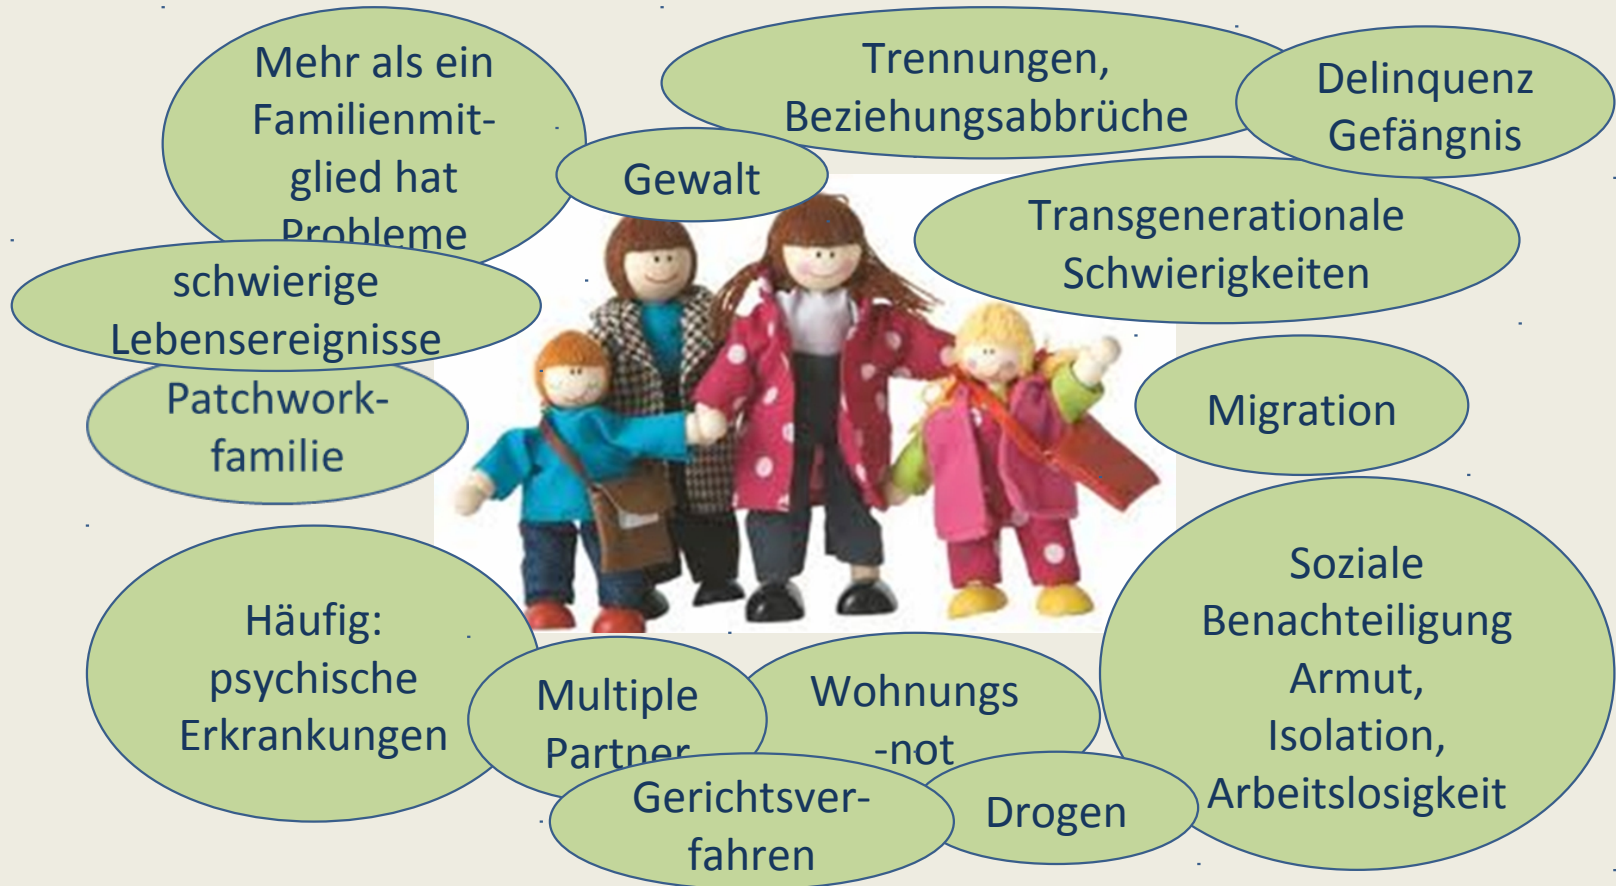 Mehr als ein
Familienmit-
glied hat
Probleme
Trennungen,
Beziehungsabbrüche
Delinquenz
Gefängnis
Gewalt
Transgenerationale
Schwierigkeiten
schwierige
Lebensereignisse
Patchwork-
familie
Migration
Häufig:
psychische
Erkrankungen
Multiple
Partner
Wohnungs
-not
Soziale
Benachteiligung
Armut,
Isolation,
Arbeitslosigkeit
Gerichtsver-
fahren
Drogen